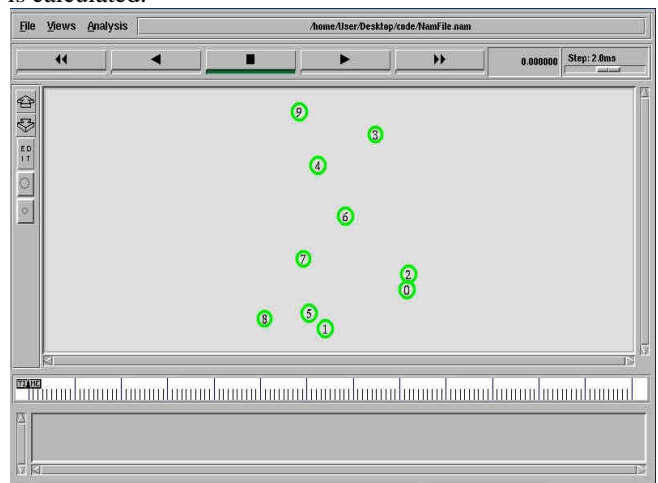 is calculated.
File Views Analysis /home/User/Desktop/code/NamFile.nam
0.000000 Step: 2.0ms
ED
IT
9
3
4
6
7
2
0
8 5
1
TIME